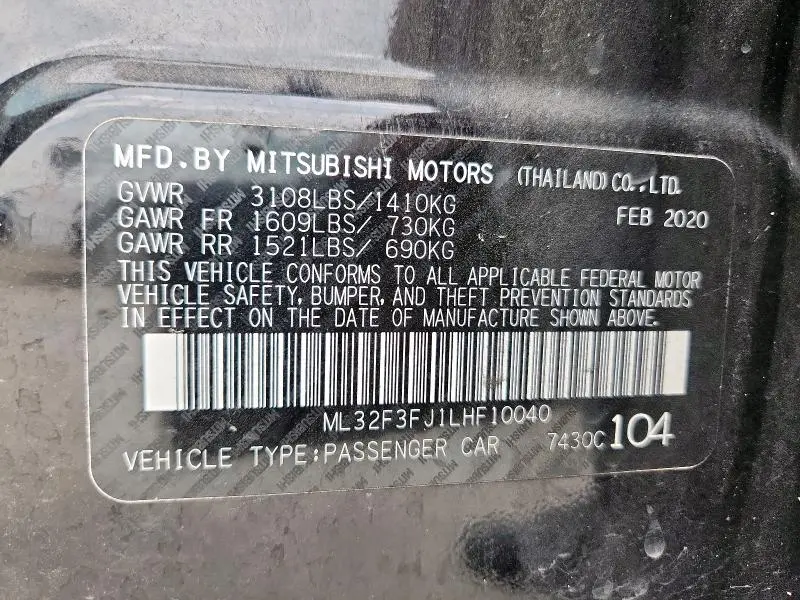 MFD.BY MITSUBISHI MOTORS (THAILAND) CO.,LTD.
GVWR 3108LBS/1410KG
FEB 2020
GAWR FR 1609LBS/ 730KG
GAWR RR 1521LBS/ 690KG
THIS VEHICLE CONFORMS TO ALL APPLICABLE FEDERAL MOTOR
VEHICLE SAFETY, BUMPER, AND THEFT PREVENTION STANDARDS
IN EFFECT ON THE DATE OF MANUFACTURE SHOWN ABOVE.
ML32F3FJ1LHF10040
VEHICLE TYPE:PASSENGER CAR 7430C 104